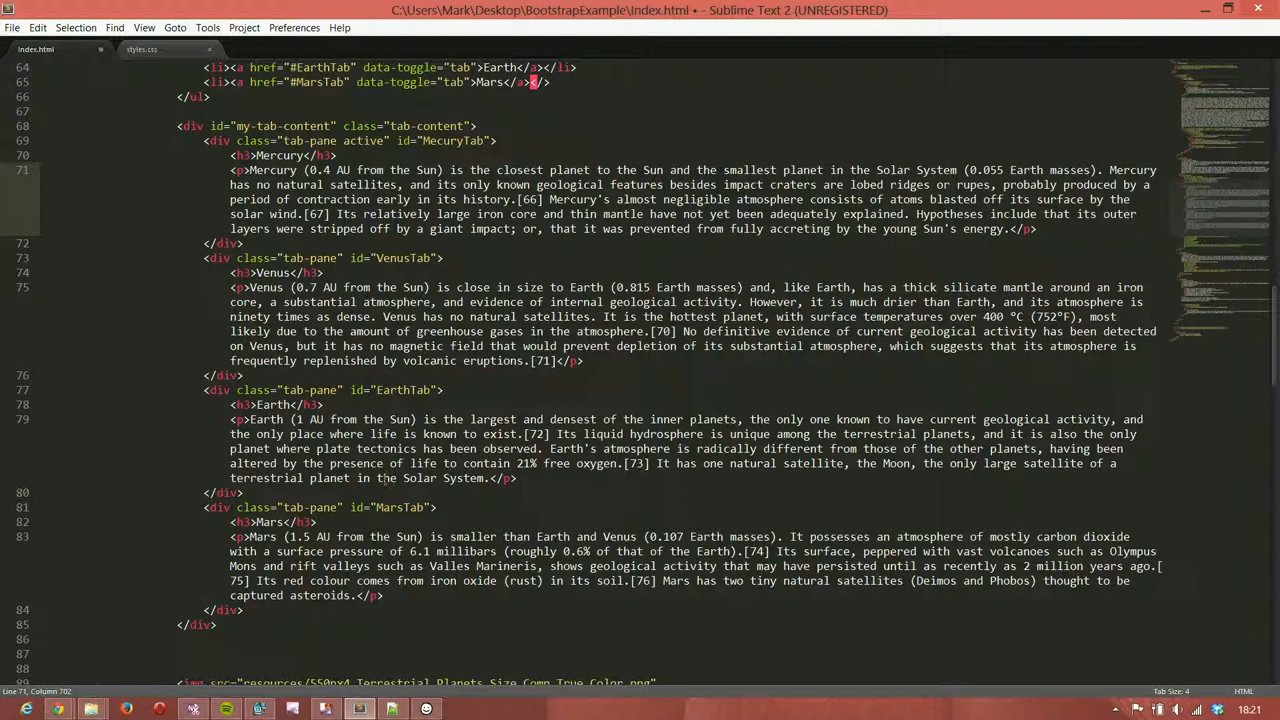 C:\Users\Mark\Desktop\BootstrapExample\Index.html • - Sublime Text 2 (UNREGISTERED)
File Edit Selection Find View Goto Tools Project Preferences Help
Index.html styles.css
64 <li><a href="#EarthTab" data-toggle="tab">Earth</a></li>
65 <li><a href="#MarsTab" data-toggle="tab">Mars</a></>
66 </ul>
67
68 <div id="my-tab-content" class="tab-content">
69 <div class="tab-pane active" id="MecuryTab">
70 <h3>Mercury</h3>
71 <p>Mercury (0.4 AU from the Sun) is the closest planet to the Sun and the smallest planet in the Solar System (0.055 Earth masses). Mercury
has no natural satellites, and its only known geological features besides impact craters are lobed ridges or rupes, probably produced by a
period of contraction early in its history.[66] Mercury's almost negligible atmosphere consists of atoms blasted off its surface by the
solar wind.[67] Its relatively large iron core and thin mantle have not yet been adequately explained. Hypotheses include that its outer
layers were stripped off by a giant impact; or, that it was prevented from fully accreting by the young Sun's energy.</p>
72 </div>
73 <div class="tab-pane" id="VenusTab">
74 <h3>Venus</h3>
75 <p>Venus (0.7 AU from the Sun) is close in size to Earth (0.815 Earth masses) and, like Earth, has a thick silicate mantle around an iron
core, a substantial atmosphere, and evidence of internal geological activity. However, it is much drier than Earth, and its atmosphere is
ninety times as dense. Venus has no natural satellites. It is the hottest planet, with surface temperatures over 400 °C (752°F), most
likely due to the amount of greenhouse gases in the atmosphere.[70] No definitive evidence of current geological activity has been detected
on Venus, but it has no magnetic field that would prevent depletion of its substantial atmosphere, which suggests that its atmosphere is
frequently replenished by volcanic eruptions.[71]</p>
76 </div>
77 <div class="tab-pane" id="EarthTab">
78 <h3>Earth</h3>
79 <p>Earth (1 AU from the Sun) is the largest and densest of the inner planets, the only one known to have current geological activity, and
the only place where life is known to exist.[72] Its liquid hydrosphere is unique among the terrestrial planets, and it is also the only
planet where plate tectonics has been observed. Earth's atmosphere is radically different from those of the other planets, having been
altered by the presence of life to contain 21% free oxygen.[73] It has one natural satellite, the Moon, the only large satellite of a
terrestrial planet in the Solar System.</p>
80 </div>
81 <div class="tab-pane" id="MarsTab">
82 <h3>Mars</h3>
83 <p>Mars (1.5 AU from the Sun) is smaller than Earth and Venus (0.107 Earth masses). It possesses an atmosphere of mostly carbon dioxide
with a surface pressure of 6.1 millibars (roughly 0.6% of that of the Earth).[74] Its surface, peppered with vast volcanoes such as Olympus
Mons and rift valleys such as Valles Marineris, shows geological activity that may have persisted until as recently as 2 million years ago.[
75] Its red colour comes from iron oxide (rust) in its soil.[76] Mars has two tiny natural satellites (Deimos and Phobos) thought to be
captured asteroids.</p>
84 </div>
85 </div>
86
87
88
89 <img src="resources/550px4_Terrestrial_Planets_Size_Comp_True_Color.png"
Line 71, Column 702 Tab Size: 4 HTML
18:21